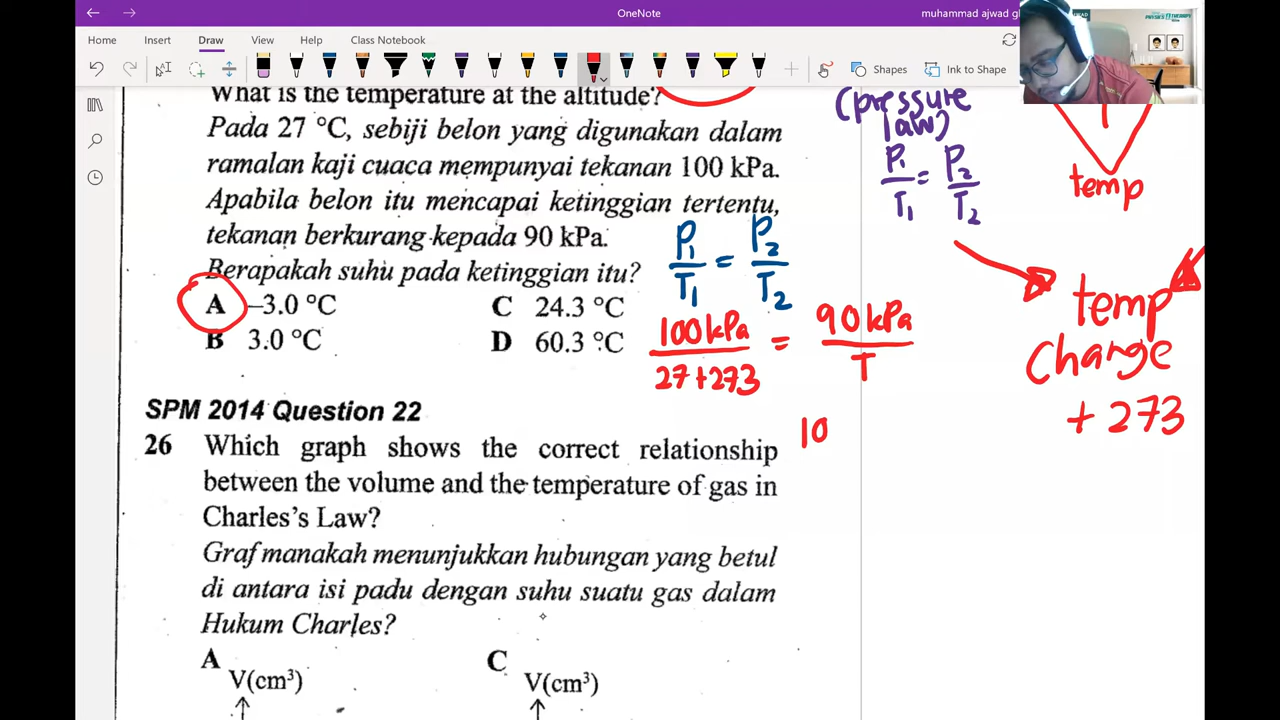 OneNote
muhammad ajwad
Home Insert Draw View Help Class Notebook
Shapes Ink to Shape
What is the temperature at the altitude?
Pada 27 °C, sebiji belon yang digunakan dalam
ramalan kaji cuaca mempunyai tekanan 100 kPa.
Apabila belon itu mencapai ketinggian tertentu,
tekanan berkurang kepada 90 kPa.
Berapakah suhu pada ketinggian itu?
A –3.0 °C C 24.3 °C
B 3.0 °C D 60.3 °C
P1/T1 = P2/T2
100 kPa/27 + 273 = 90 kPa/T
10
(pressure
law)
P1/T1 = P2/T2
temp
temp
change
+ 273
SPM 2014 Question 22
26 Which graph shows the correct relationship
between the volume and the temperature of gas in
Charles's Law?
Graf manakah menunjukkan hubungan yang betul
di antara isi padu dengan suhu suatu gas dalam
Hukum Charles?
A C
V(cm³) V(cm³)